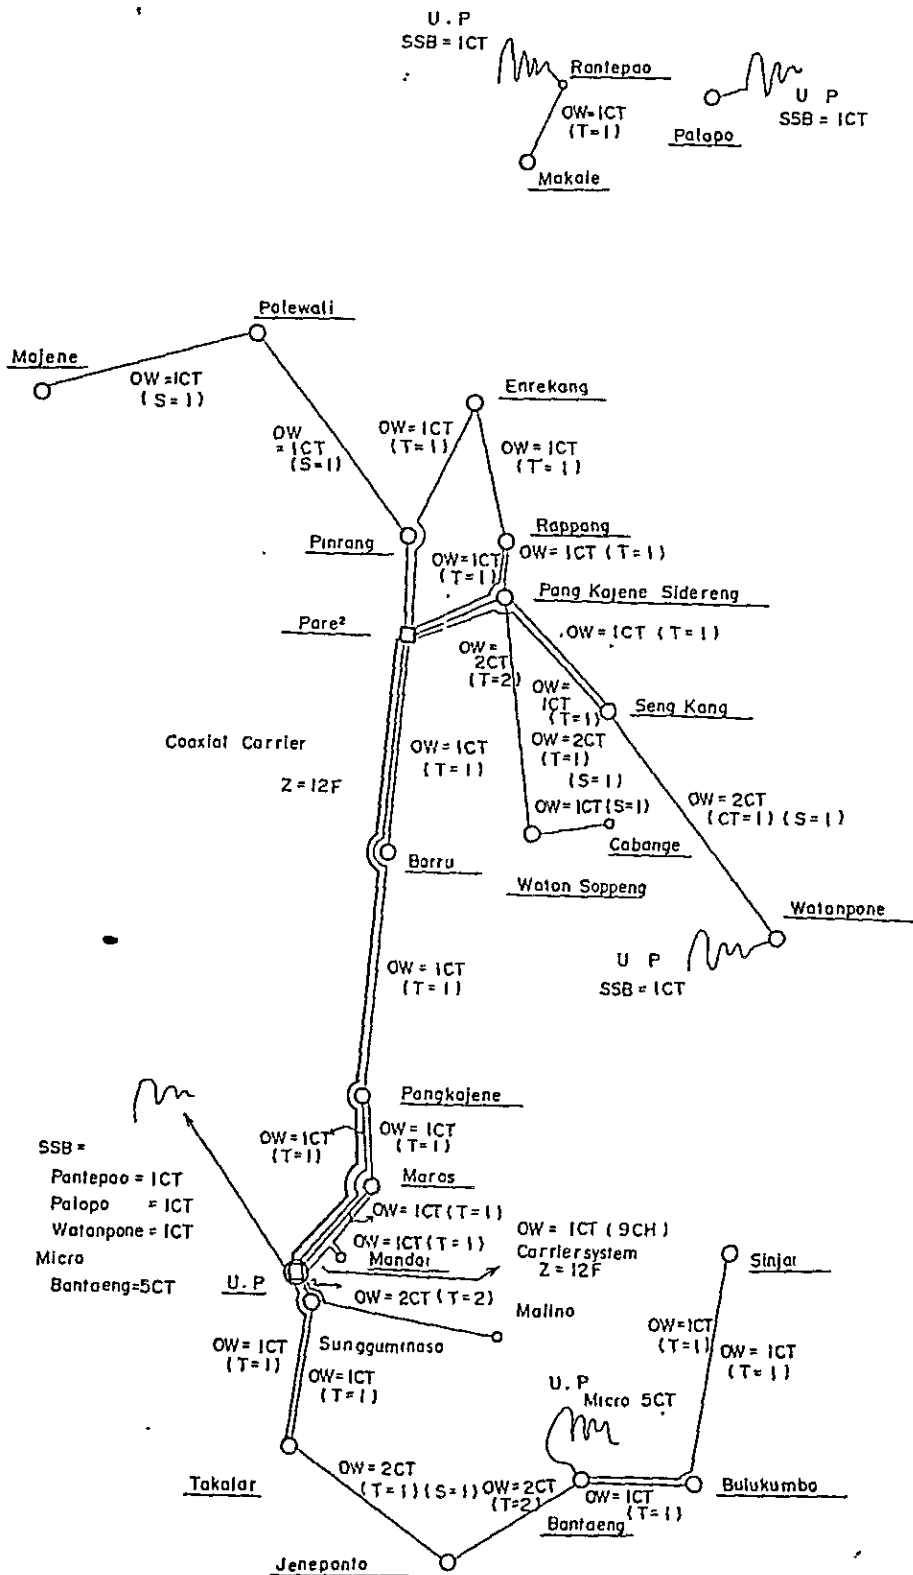 U.P
SSB = 1CT
Rantepao
OW=1CT
(T=1)
Makale
U P
SSB = 1CT
Palopo
Polewali
Majene
OW=1CT
(S=1)
OW
=1CT
(S=1)
Enrekang
OW=1CT
(T=1)
OW=1CT
(T=1)
Pinrang
Rappang
OW=1CT (T=1)
OW=1CT
(T=1)
Pang Kajene Sidereng
Pare²
OW=1CT (T=1)
OW=
2CT
(T=2)
OW=
1CT
(T=1)
Seng Kang
Coaxial Carrier
Z=12F
OW=1CT
(T=1)
OW=2CT
(T=1)
(S=1)
OW=2CT
(CT=1) (S=1)
OW=1CT(S=1)
Cabange
Barru
Waton Soppeng
Watanpone
U P
SSB = 1CT
OW=1CT
(T=1)
Pangkajene
OW=1CT
(T=1)
OW=1CT
(T=1)
SSB =
Pantepao = 1CT
Palopo = 1CT
Watanpone = 1CT
Micro
Bantaeng=5CT
Maros
OW=1CT(T=1)
OW=1CT(T=1)
Mandai
OW = 1CT (9CH)
Carriersystem
Z=12F
U.P
OW=2CT(T=2)
Malino
Sungguminasa
OW=1CT
(T=1)
OW=1CT
(T=1)
Sinjai
OW=1CT
(T=1)
OW=1CT
(T=1)
U.P
Micro 5CT
Takalar
OW=2CT
(T=1)(S=1)
OW=2CT
(T=2)
OW=1CT
(T=1)
Bantaeng
Bulukumba
Jeneponto